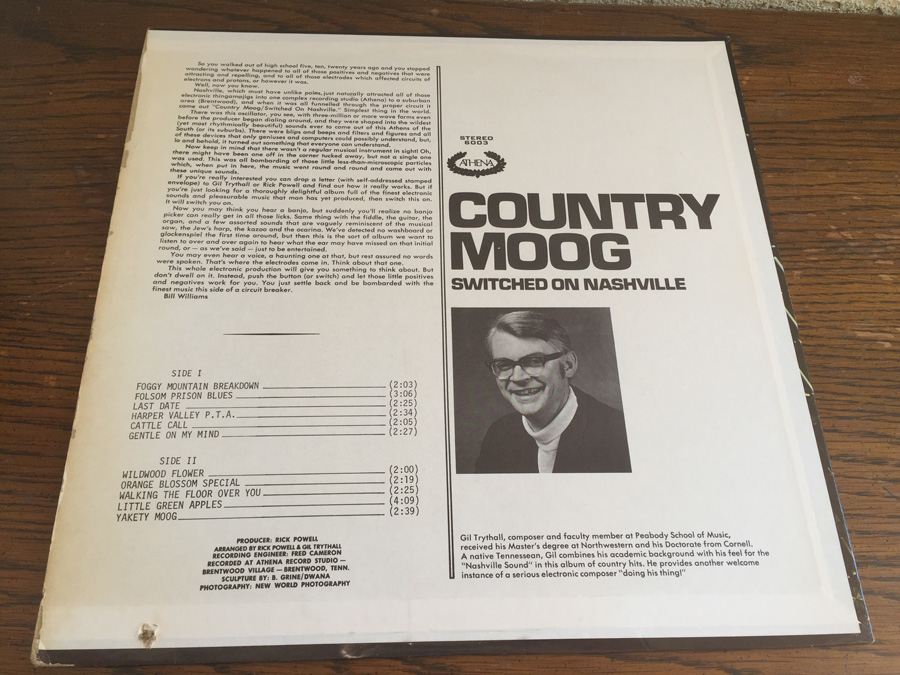 So you walked out of high school five, ten, twenty years ago and you stopped
wondering whatever happened to all of those positives and negatives that were
attracting and repelling, and to all of those electrodes which affected circuits of
electrons and protons, or however it was.
Well, now you know.
Nashville, which must have unlike poles, just naturally attracted all of those
electronic thingamajigs into one complex recording studio (Athena) to a suburban
area (Brentwood), and when it was all funnelled through the proper circuit it
came out "Country Moog/Switched On Nashville." Simplest thing in the world.
There was this oscillator, you see, with three-million or more wave forms even
before the producer began dialing around, and they were shaped into the wildest
(yet most rhythmically beautiful) sounds ever to come out of this Athens of the
South (or its suburbs). There were blips and beeps and filters and figures and all
of these devices that only geniuses and computers could possibly understand, but,
lo and behold, it turned out something that everyone can understand.
Now keep in mind that there wasn't a regular musical instrument in sight! Oh,
there might have been one off in the corner tucked away, but not a single one
was used. This was all bombarding of those little less-than-microscopic particles
which, when put in here, the music went round and round and came out with
these unique sounds.
If you're really interested you can drop a letter (with self-addressed stamped
envelope) to Gil Trythall or Rick Powell and find out how it really works. But if
you're just looking for a thoroughly delightful album full of the finest electronic
sounds and pleasurable music that man has yet produced, then switch this on.
It will switch you on.
Now you may think you hear a banjo, but suddenly you'll realize no banjo
picker can really get in all those licks. Same thing with the fiddle, the guitar, the
organ, and a few assorted sounds that are vaguely reminiscent of the musical
saw, the Jew's harp, the kazoo and the ocarina. We've detected no washboard or
glockenspiel the first time around, but then this is the sort of album we want to
listen to over and over again to hear what the ear may have missed on that initial
round, or — as we've said — just to be entertained.
You may even hear a voice, a haunting one at that, but rest assured no words
were spoken. That's where the electrodes come in. Think about that one.
This whole electronic production will give you something to think about. But
don't dwell on it. Instead, push the button (or switch) and let those little positives
and negatives work for you. You just settle back and be bombarded with the
finest music this side of a circuit breaker.
Bill Williams
SIDE I
FOGGY MOUNTAIN BREAKDOWN (2:03)
FOLSOM PRISON BLUES (3:06)
LAST DATE (2:25)
HARPER VALLEY P.T.A. (2:34)
CATTLE CALL (2:05)
GENTLE ON MY MIND (2:27)
SIDE II
WILDWOOD FLOWER (2:00)
ORANGE BLOSSOM SPECIAL (2:19)
WALKING THE FLOOR OVER YOU (2:25)
LITTLE GREEN APPLES (4:09)
YAKETY MOOG (2:39)
PRODUCER: RICK POWELL
ARRANGED BY RICK POWELL & GIL TRYTHALL
RECORDING ENGINEER: FRED CAMERON
RECORDED AT ATHENA RECORD STUDIO —
BRENTWOOD VILLAGE — BRENTWOOD, TENN.
SCULPTURE BY: B. GRINE/DWANA
PHOTOGRAPHY: NEW WORLD PHOTOGRAPHY
STEREO
6003
ATHENA
COUNTRY
MOOG
SWITCHED ON NASHVILLE
Gil Trythall, composer and faculty member at Peabody School of Music,
received his Master's degree at Northwestern and his Doctorate from Cornell.
A native Tennessean, Gil combines his academic background with his feel for the
"Nashville Sound" in this album of country hits. He provides another welcome
instance of a serious electronic composer "doing his thing!"